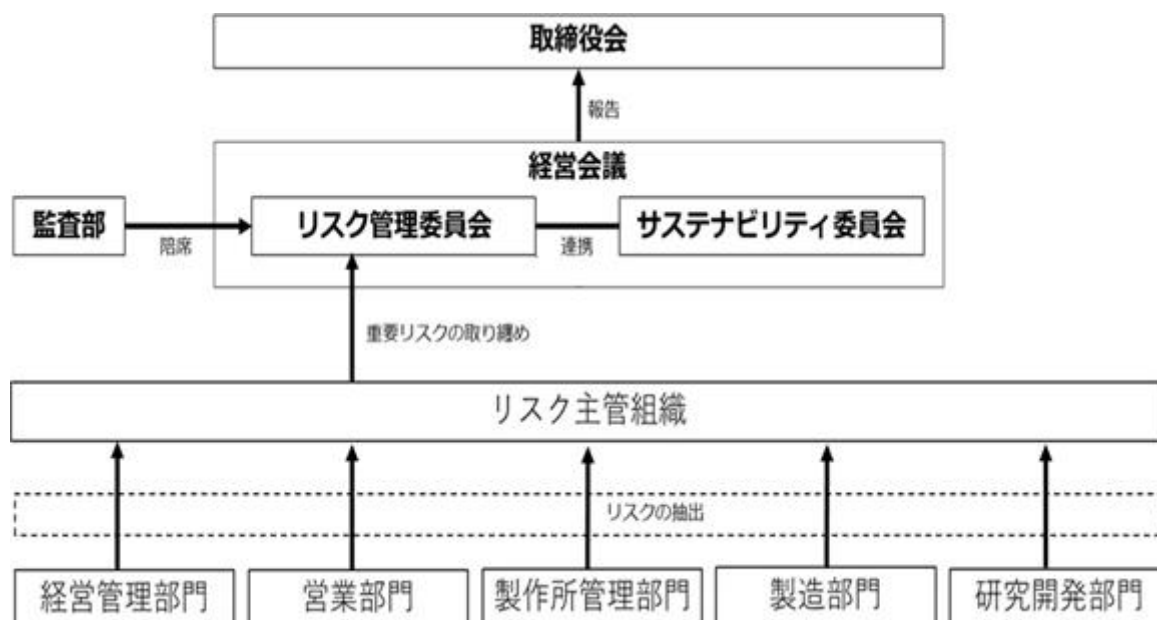 取締役会
報告
経営会議
監査部
陪席
リスク管理委員会
連携
サステナビリティ委員会
重要リスクの取り纏め
リスク主管組織
リスクの抽出
経営管理部門
営業部門
製作所管理部門
製造部門
研究開発部門